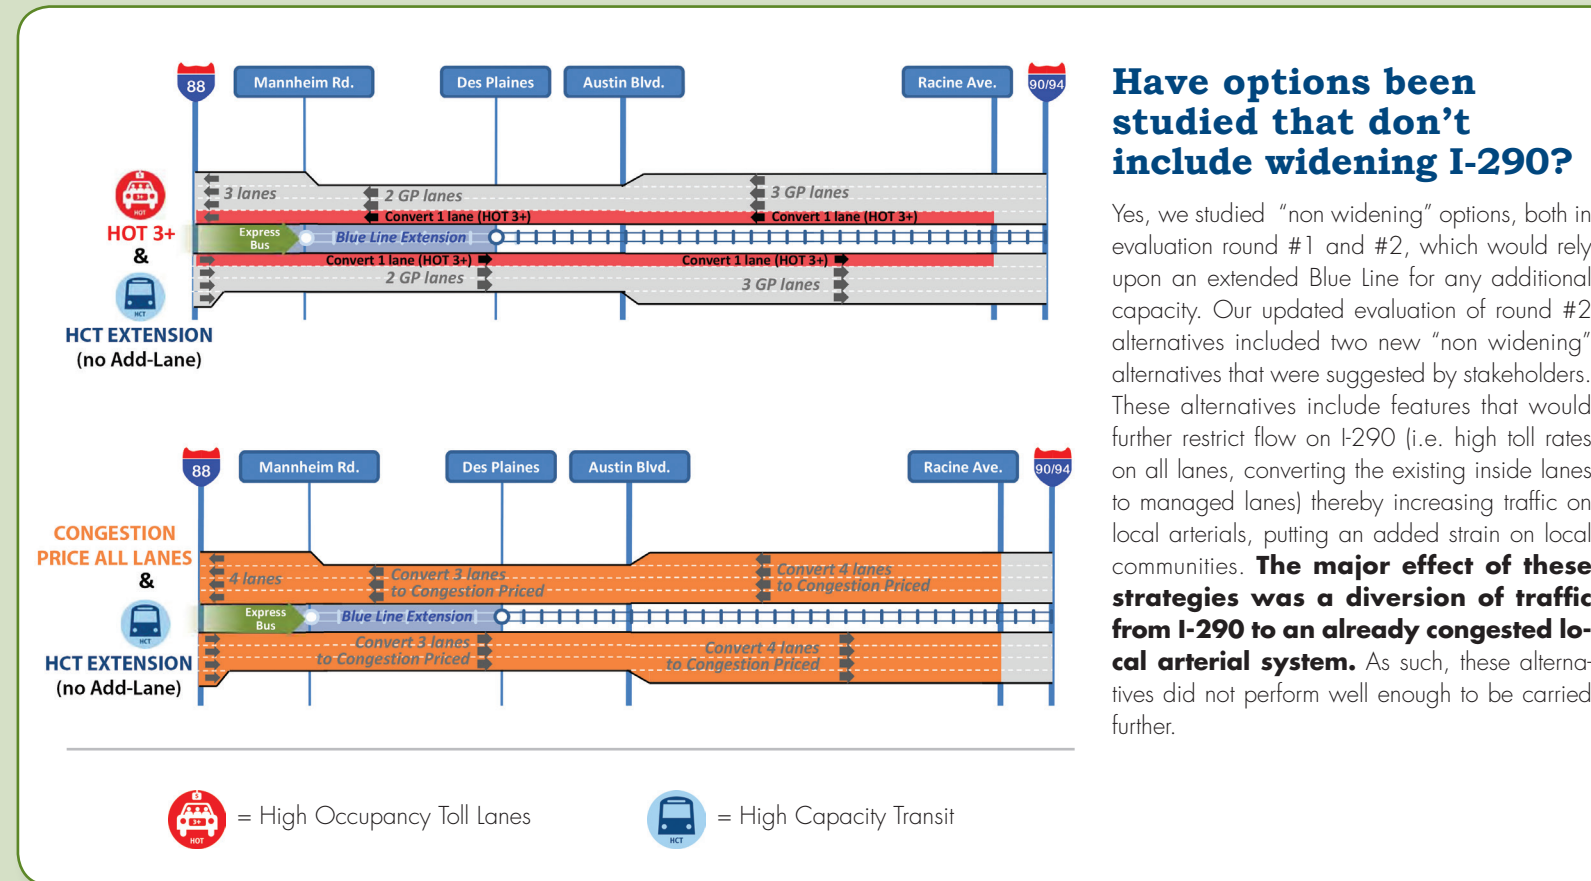 88
Mannheim Rd.
Des Plaines
Austin Blvd.
Racine Ave.
90/94
HOT
HOT 3+
&
HCT
HCT EXTENSION
(no Add-Lane)
3 lanes
2 GP lanes
3 GP lanes
Convert 1 lane (HOT 3+)
Convert 1 lane (HOT 3+)
Express
Bus
Blue Line Extension
Convert 1 lane (HOT 3+)
Convert 1 lane (HOT 3+)
2 GP lanes
3 GP lanes
88
Mannheim Rd.
Des Plaines
Austin Blvd.
Racine Ave.
90/94
CONGESTION
PRICE ALL LANES
&
HCT
HCT EXTENSION
(no Add-Lane)
4 lanes
Convert 3 lanes
to Congestion Priced
Convert 4 lanes
to Congestion Priced
Express
Bus
Blue Line Extension
Convert 3 lanes
to Congestion Priced
Convert 4 lanes
to Congestion Priced
$
3+
HOT
= High Occupancy Toll Lanes
HCT
= High Capacity Transit
Have options been
studied that don’t
include widening I-290?
Yes, we studied “non widening” options, both in
evaluation round #1 and #2, which would rely
upon an extended Blue Line for any additional
capacity. Our updated evaluation of round #2
alternatives included two new “non widening”
alternatives that were suggested by stakeholders.
These alternatives include features that would
further restrict flow on I-290 (i.e. high toll rates
on all lanes, converting the existing inside lanes
to managed lanes) thereby increasing traffic on
local arterials, putting an added strain on local
communities. The major effect of these
strategies was a diversion of traffic
from I-290 to an already congested lo-
cal arterial system. As such, these alterna-
tives did not perform well enough to be carried
further.